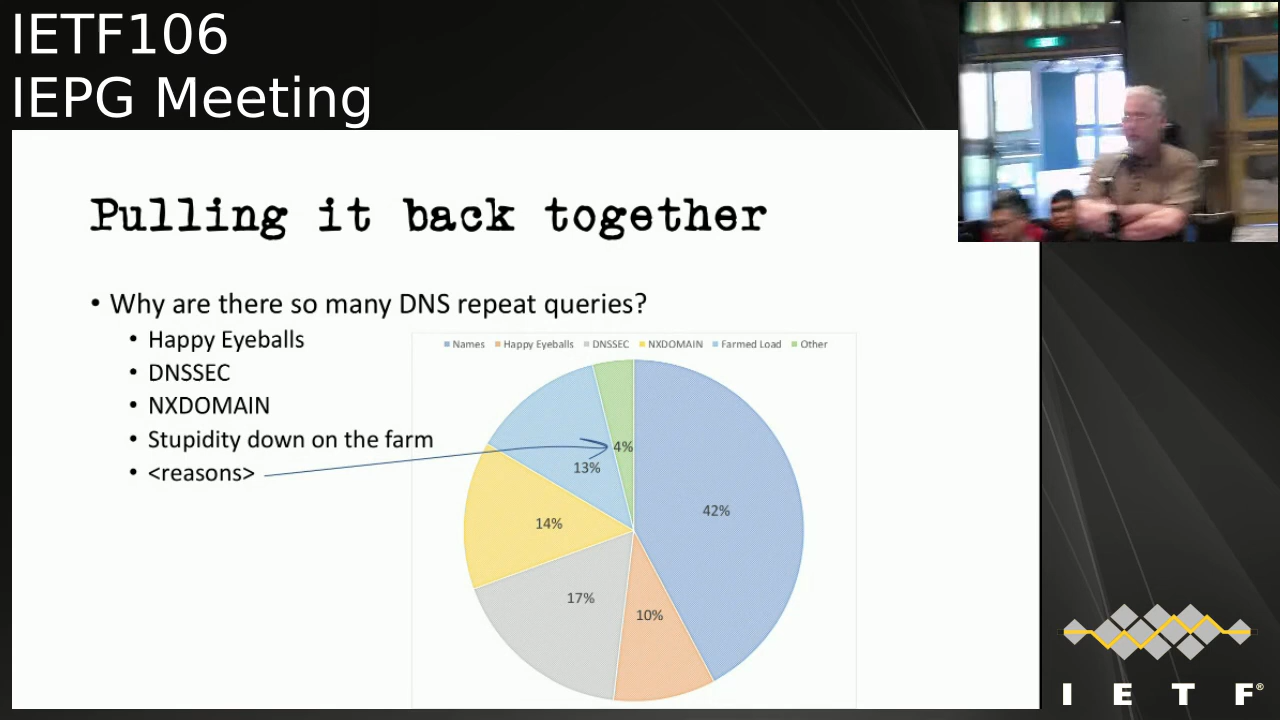 IETF106
IEPG Meeting
Pulling it back together
• Why are there so many DNS repeat queries?
• Happy Eyeballs
• DNSSEC
• NXDOMAIN
• Stupidity down on the farm
• <reasons>
Names Happy Eyeballs DNSSEC NXDOMAIN Farmed Load Other
4%
13%
42%
14%
17%
10%
I E T F®